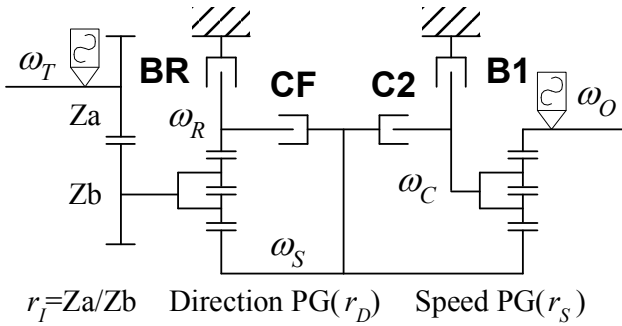 ω_T
BR
CF
C2
B1
ω_O
Za
ω_R
Zb
ω_C
ω_S
r_I=Za/Zb Direction PG(r_D) Speed PG(r_S)